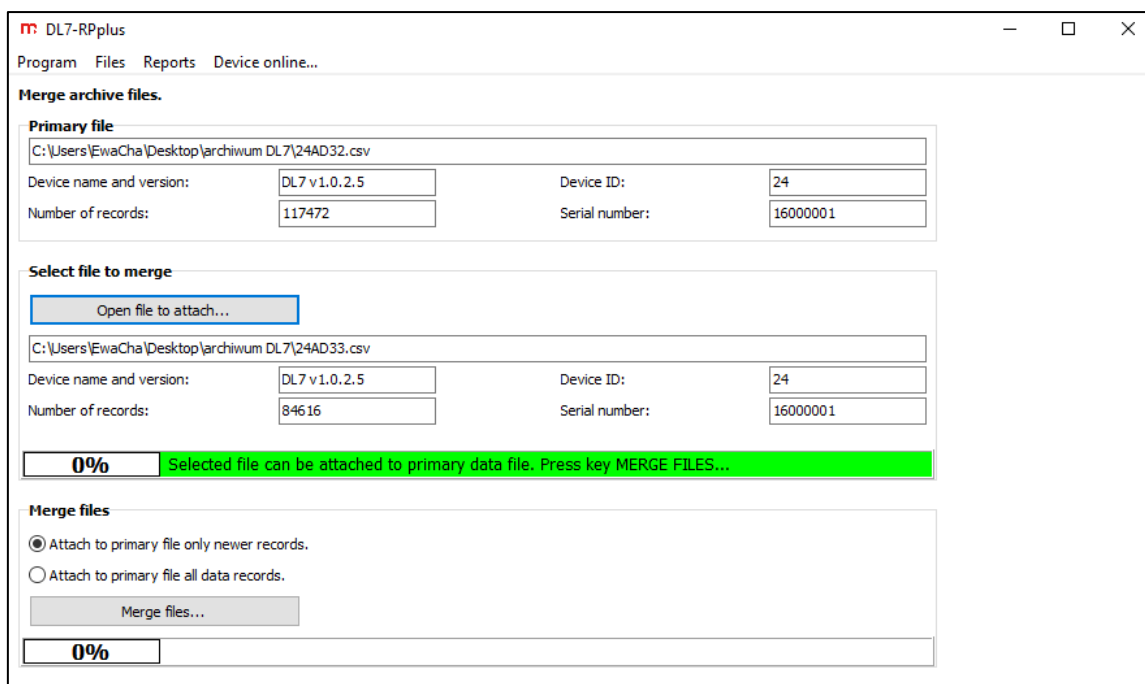 DL7-RPplus
Program Files Reports Device online...
Merge archive files.
Primary file
C:\Users\EwaCha\Desktop\archiwum DL7\24AD32.csv
Device name and version: DL7 v1.0.2.5 Device ID: 24
Number of records: 117472 Serial number: 16000001
Select file to merge
Open file to attach...
C:\Users\EwaCha\Desktop\archiwum DL7\24AD33.csv
Device name and version: DL7 v1.0.2.5 Device ID: 24
Number of records: 84616 Serial number: 16000001
0% Selected file can be attached to primary data file. Press key MERGE FILES...
Merge files
Attach to primary file only newer records.
Attach to primary file all data records.
Merge files...
0%